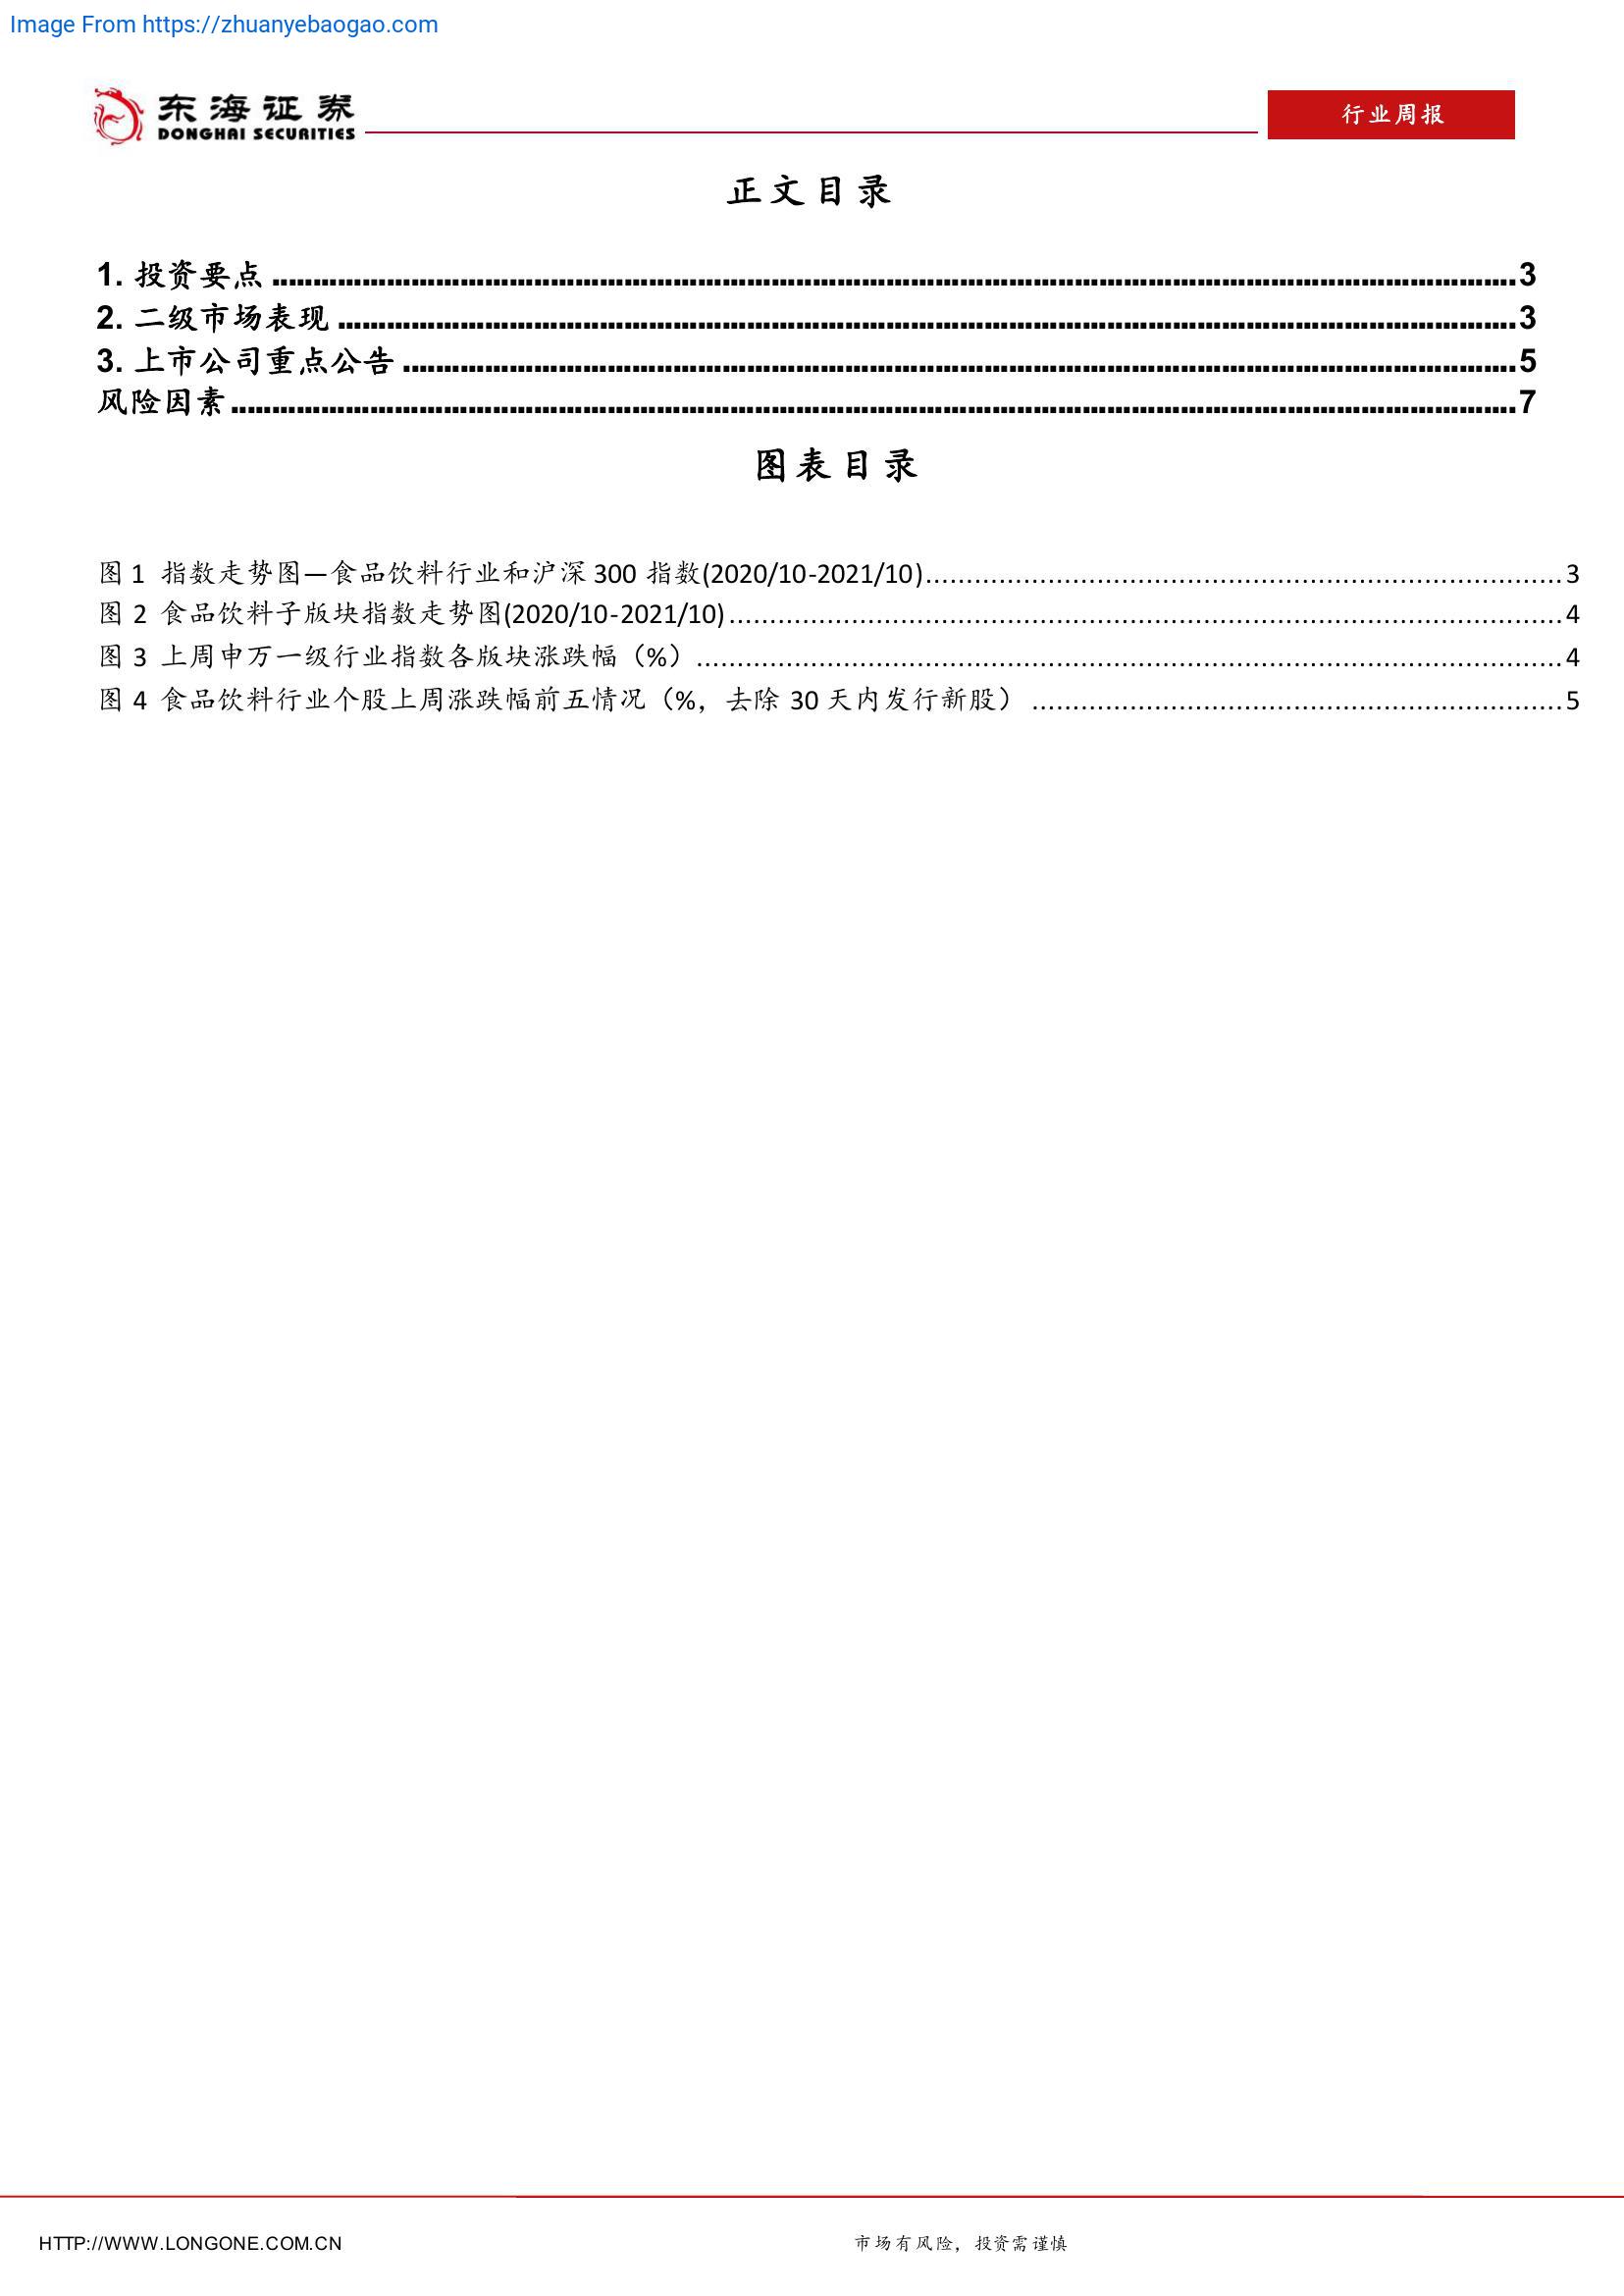 Image From https://zhuanyebaogao.com
东海证券
DONGHAI SECURITIES
行业周报
正文目录
1. 投资要点 ........................................ 3
2. 二级市场表现 ........................................ 3
3. 上市公司重点公告 ........................................ 5
风险因素 ........................................ 7
图表目录
图 1 指数走势图—食品饮料行业和沪深 300 指数(2020/10-2021/10) ........................................ 3
图 2 食品饮料子版块指数走势图(2020/10-2021/10) ........................................ 4
图 3 上周申万一级行业指数各版块涨跌幅（%） ........................................ 4
图 4 食品饮料行业个股上周涨跌幅前五情况（%，去除 30 天内发行新股） ........................................ 5
HTTP://WWW.LONGONE.COM.CN
市场有风险，投资需谨慎